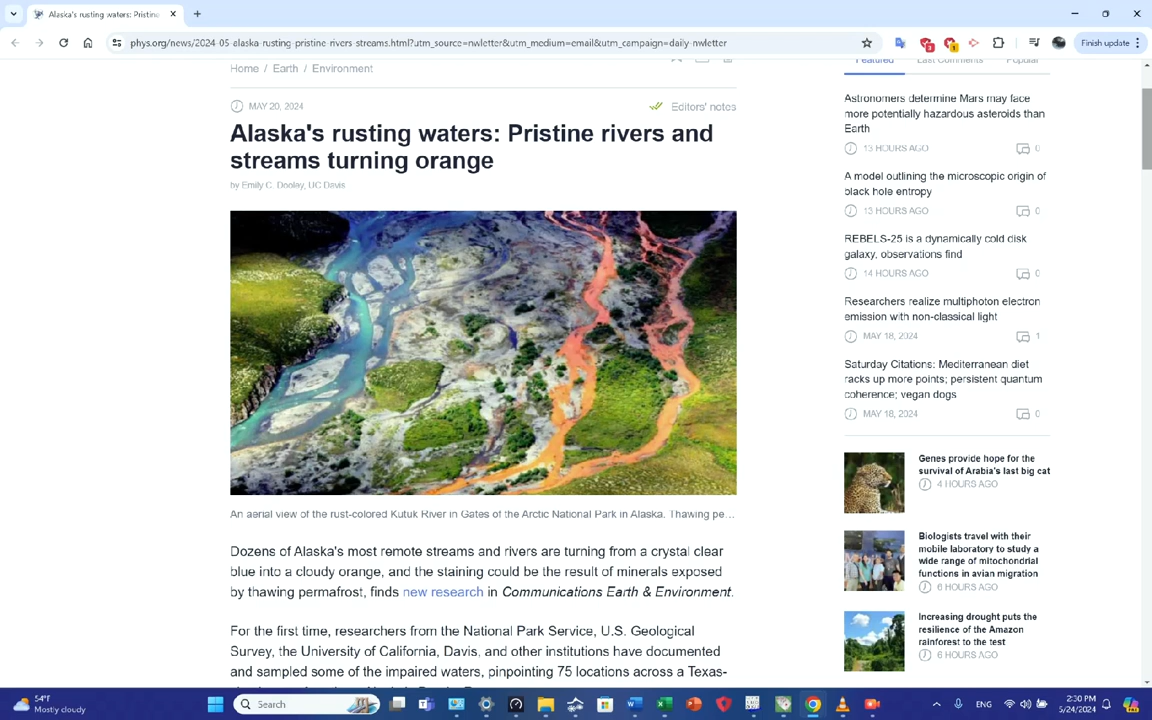 Alaska's rusting waters: Pristine
phys.org/news/2024-05-alaska-rusting-pristine-rivers-streams.html?utm_source=nwletter&utm_medium=email&utm_campaign=daily-nwletter
Finish update
Home / Earth / Environment
MAY 20, 2024
Editors' notes
Alaska's rusting waters: Pristine rivers and
streams turning orange
by Emily C. Dooley, UC Davis
An aerial view of the rust-colored Kutuk River in Gates of the Arctic National Park in Alaska. Thawing pe...
Dozens of Alaska's most remote streams and rivers are turning from a crystal clear
blue into a cloudy orange, and the staining could be the result of minerals exposed
by thawing permafrost, finds new research in Communications Earth & Environment.
For the first time, researchers from the National Park Service, U.S. Geological
Survey, the University of California, Davis, and other institutions have documented
and sampled some of the impaired waters, pinpointing 75 locations across a Texas-
Featured Last Comments Popular
Astronomers determine Mars may face
more potentially hazardous asteroids than
Earth
13 HOURS AGO 0
A model outlining the microscopic origin of
black hole entropy
13 HOURS AGO 0
REBELS-25 is a dynamically cold disk
galaxy, observations find
14 HOURS AGO 0
Researchers realize multiphoton electron
emission with non-classical light
MAY 18, 2024 1
Saturday Citations: Mediterranean diet
racks up more points; persistent quantum
coherence; vegan dogs
MAY 18, 2024 0
Genes provide hope for the
survival of Arabia's last big cat
4 HOURS AGO
Biologists travel with their
mobile laboratory to study a
wide range of mitochondrial
functions in avian migration
6 HOURS AGO
Increasing drought puts the
resilience of the Amazon
rainforest to the test
6 HOURS AGO
54°F
Mostly cloudy
Search
ENG
2:30 PM
5/24/2024